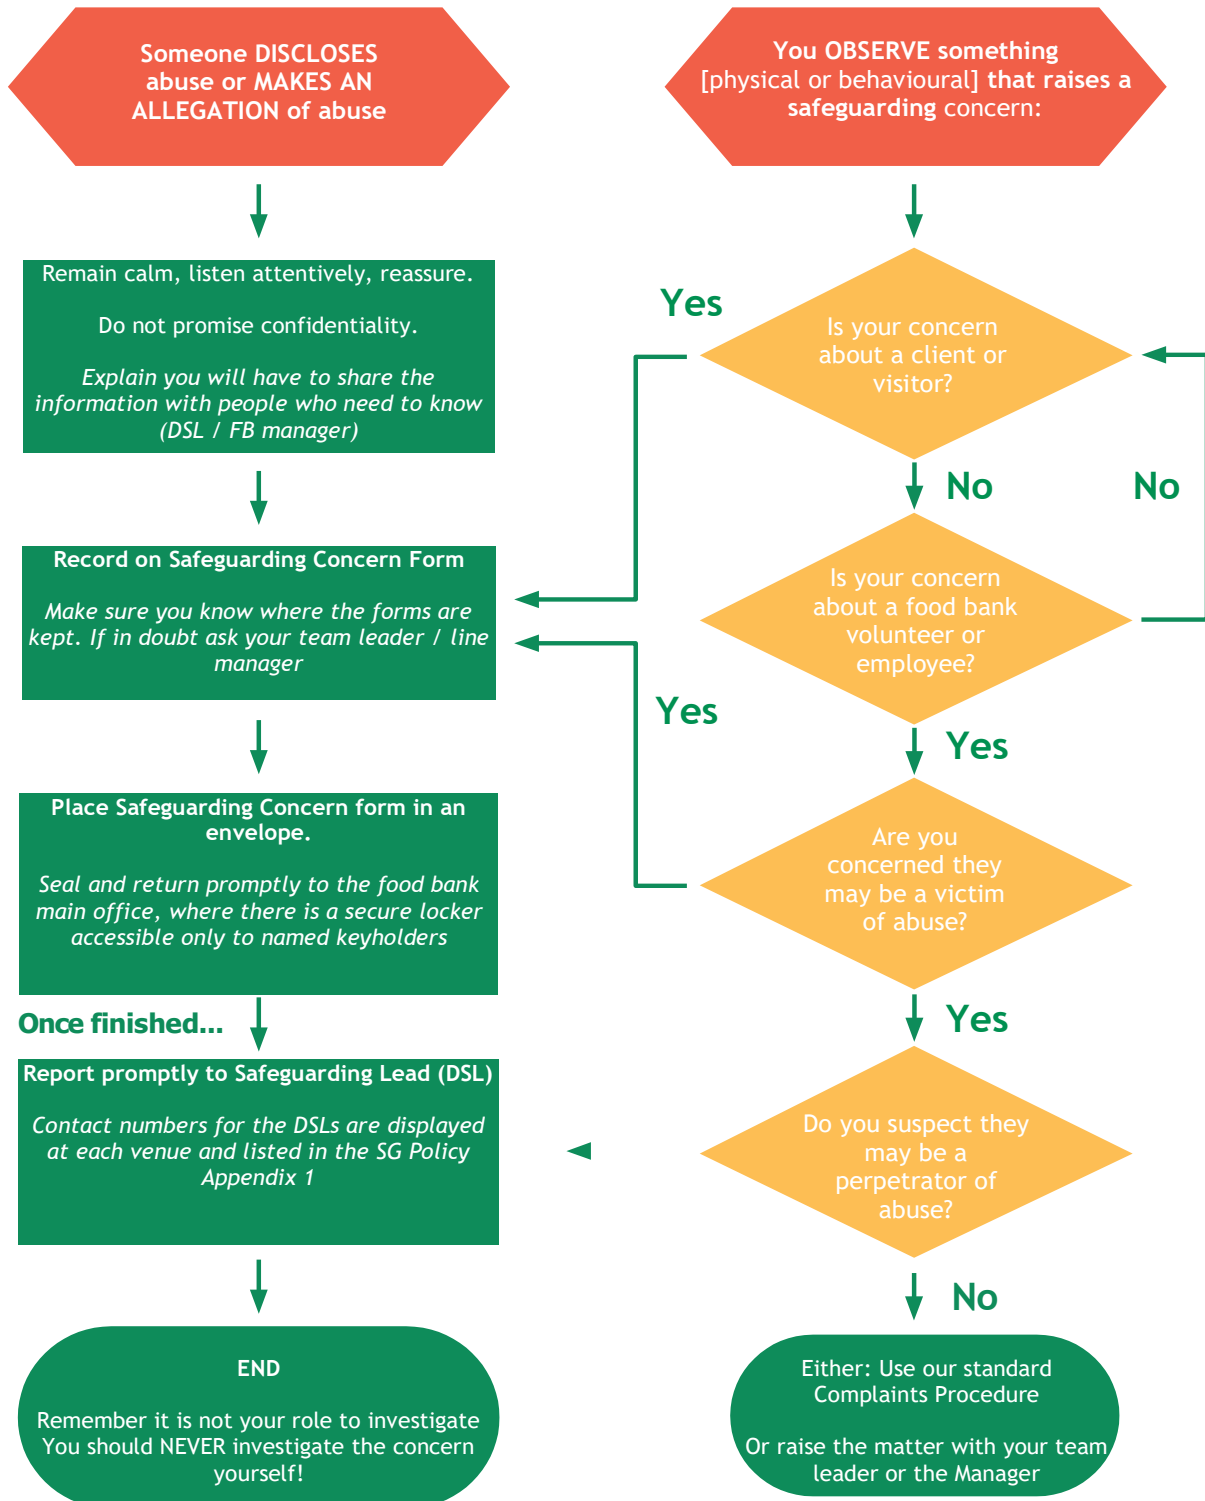 Someone DISCLOSES
abuse or MAKES AN
ALLEGATION of abuse
Remain calm, listen attentively, reassure.
Do not promise confidentiality.
Explain you will have to share the
information with people who need to know
(DSL / FB manager)
Record on Safeguarding Concern Form
Make sure you know where the forms are
kept. If in doubt ask your team leader / line
manager
Place Safeguarding Concern form in an
envelope.
Seal and return promptly to the food bank
main office, where there is a secure locker
accessible only to named keyholders
Once finished...
Report promptly to Safeguarding Lead (DSL)
Contact numbers for the DSLs are displayed
at each venue and listed in the SG Policy
Appendix 1
END
Remember it is not your role to investigate
You should NEVER investigate the concern
yourself!
You OBSERVE something
[physical or behavioural] that raises a
safeguarding concern:
Is your concern
about a client or
visitor?
Yes
No
No
Is your concern
about a food bank
volunteer or
employee?
Yes
Yes
Are you
concerned they
may be a victim
of abuse?
Yes
Do you suspect they
may be a
perpetrator of
abuse?
No
Either: Use our standard
Complaints Procedure
Or raise the matter with your team
leader or the Manager